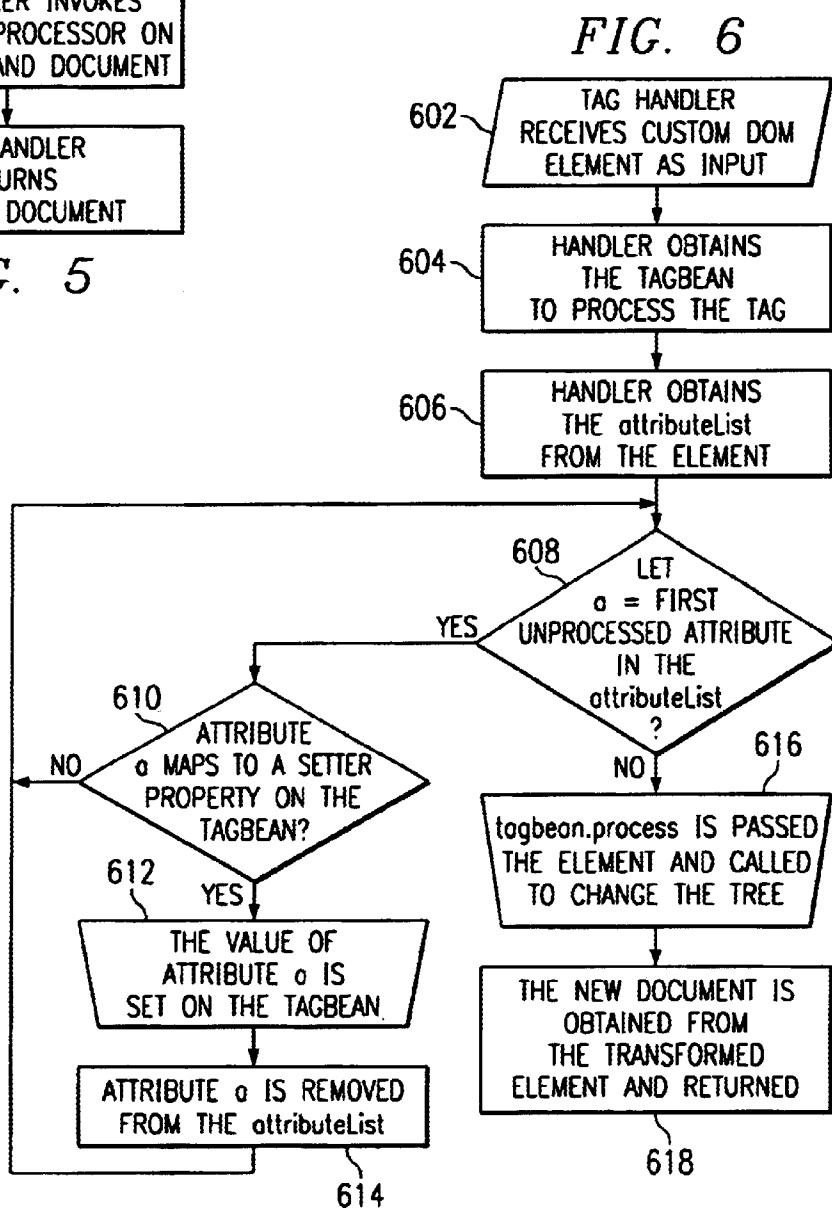 INVOKES
PROCESSOR ON
AND DOCUMENT
DOCUMENT
5
FIG. 6
602
TAG HANDLER
RECEIVES CUSTOM DOM
ELEMENT AS INPUT
604
HANDLER OBTAINS
THE TAGBEAN
TO PROCESS THE TAG
606
HANDLER OBTAINS
THE attributeList
FROM THE ELEMENT
608
LET
a = FIRST
UNPROCESSED ATTRIBUTE
IN THE
attributeList
?
YES
NO
610
ATTRIBUTE
a MAPS TO A SETTER
PROPERTY ON THE
TAGBEAN?
NO
YES
612
THE VALUE OF
ATTRIBUTE a IS
SET ON THE TAGBEAN
ATTRIBUTE a IS REMOVED
FROM THE attributeList
614
616
tagbean.process IS PASSED
THE ELEMENT AND CALLED
TO CHANGE THE TREE
THE NEW DOCUMENT IS
OBTAINED FROM
THE TRANSFORMED
ELEMENT AND RETURNED
618